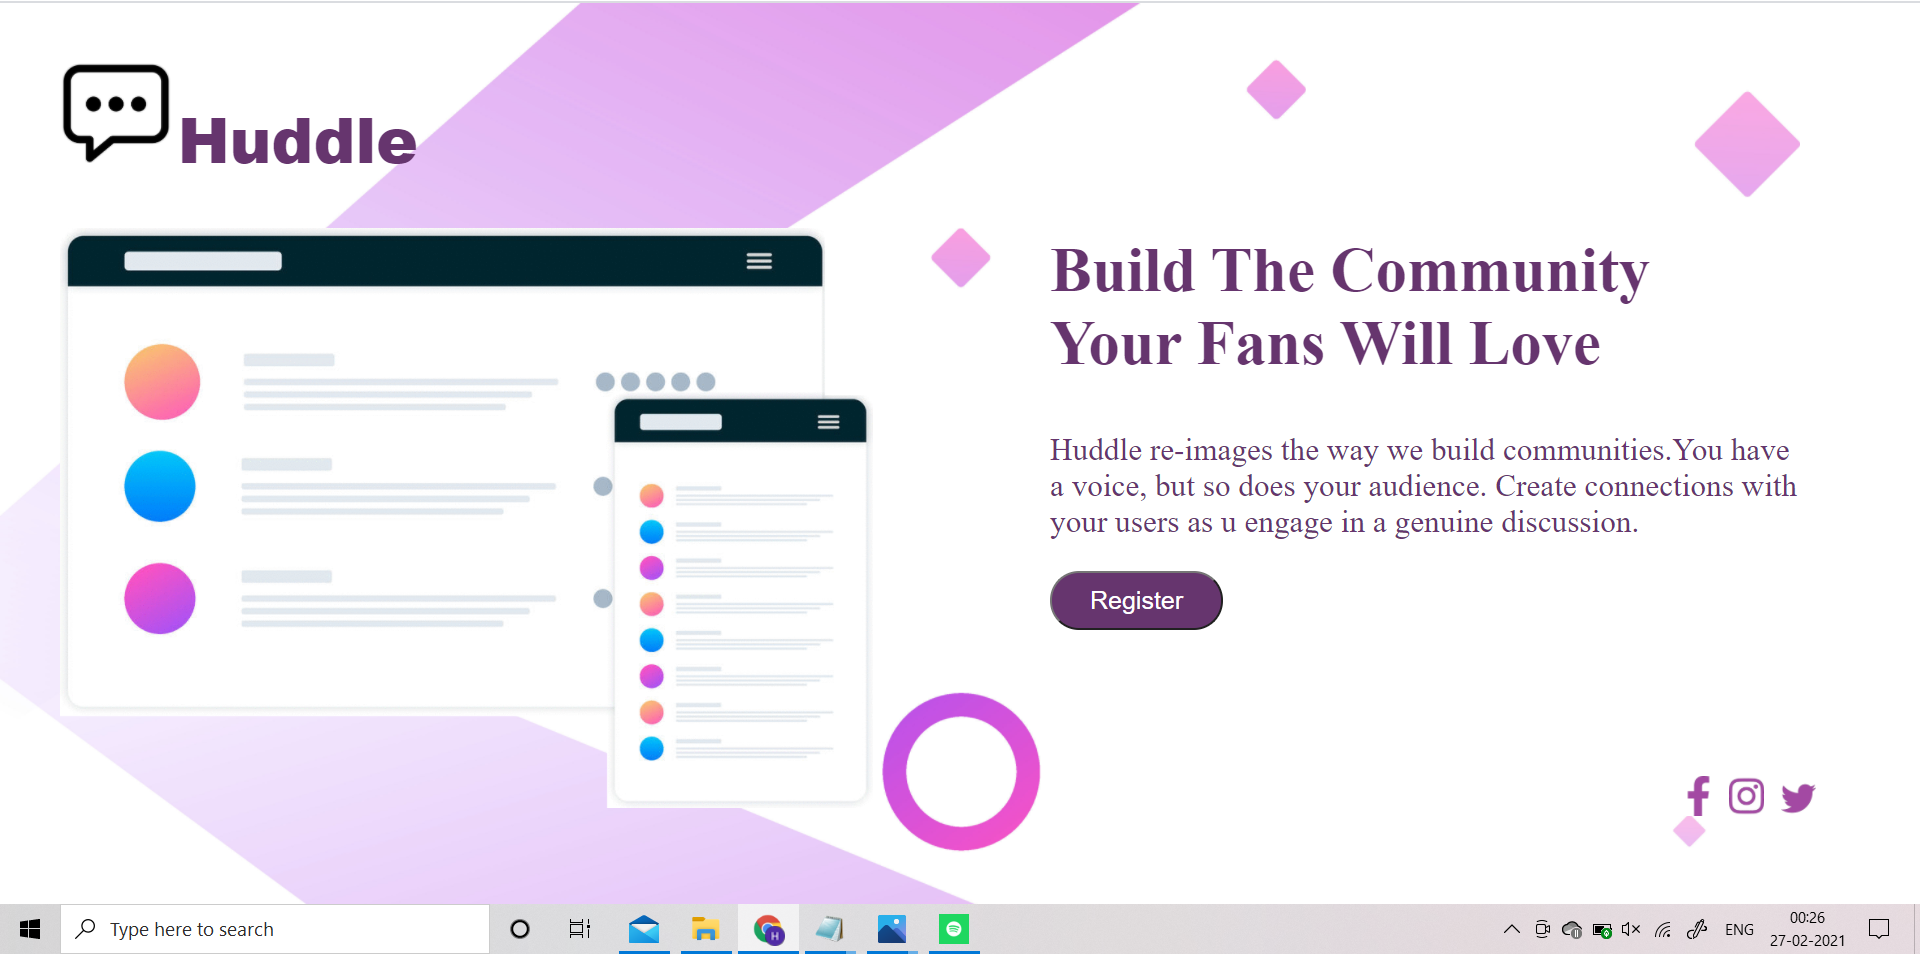 Huddle
Build The Community
Your Fans Will Love
Huddle re-images the way we build communities.You have
a voice, but so does your audience. Create connections with
your users as u engage in a genuine discussion.
Register
Type here to search
H
ENG
00:26
27-02-2021